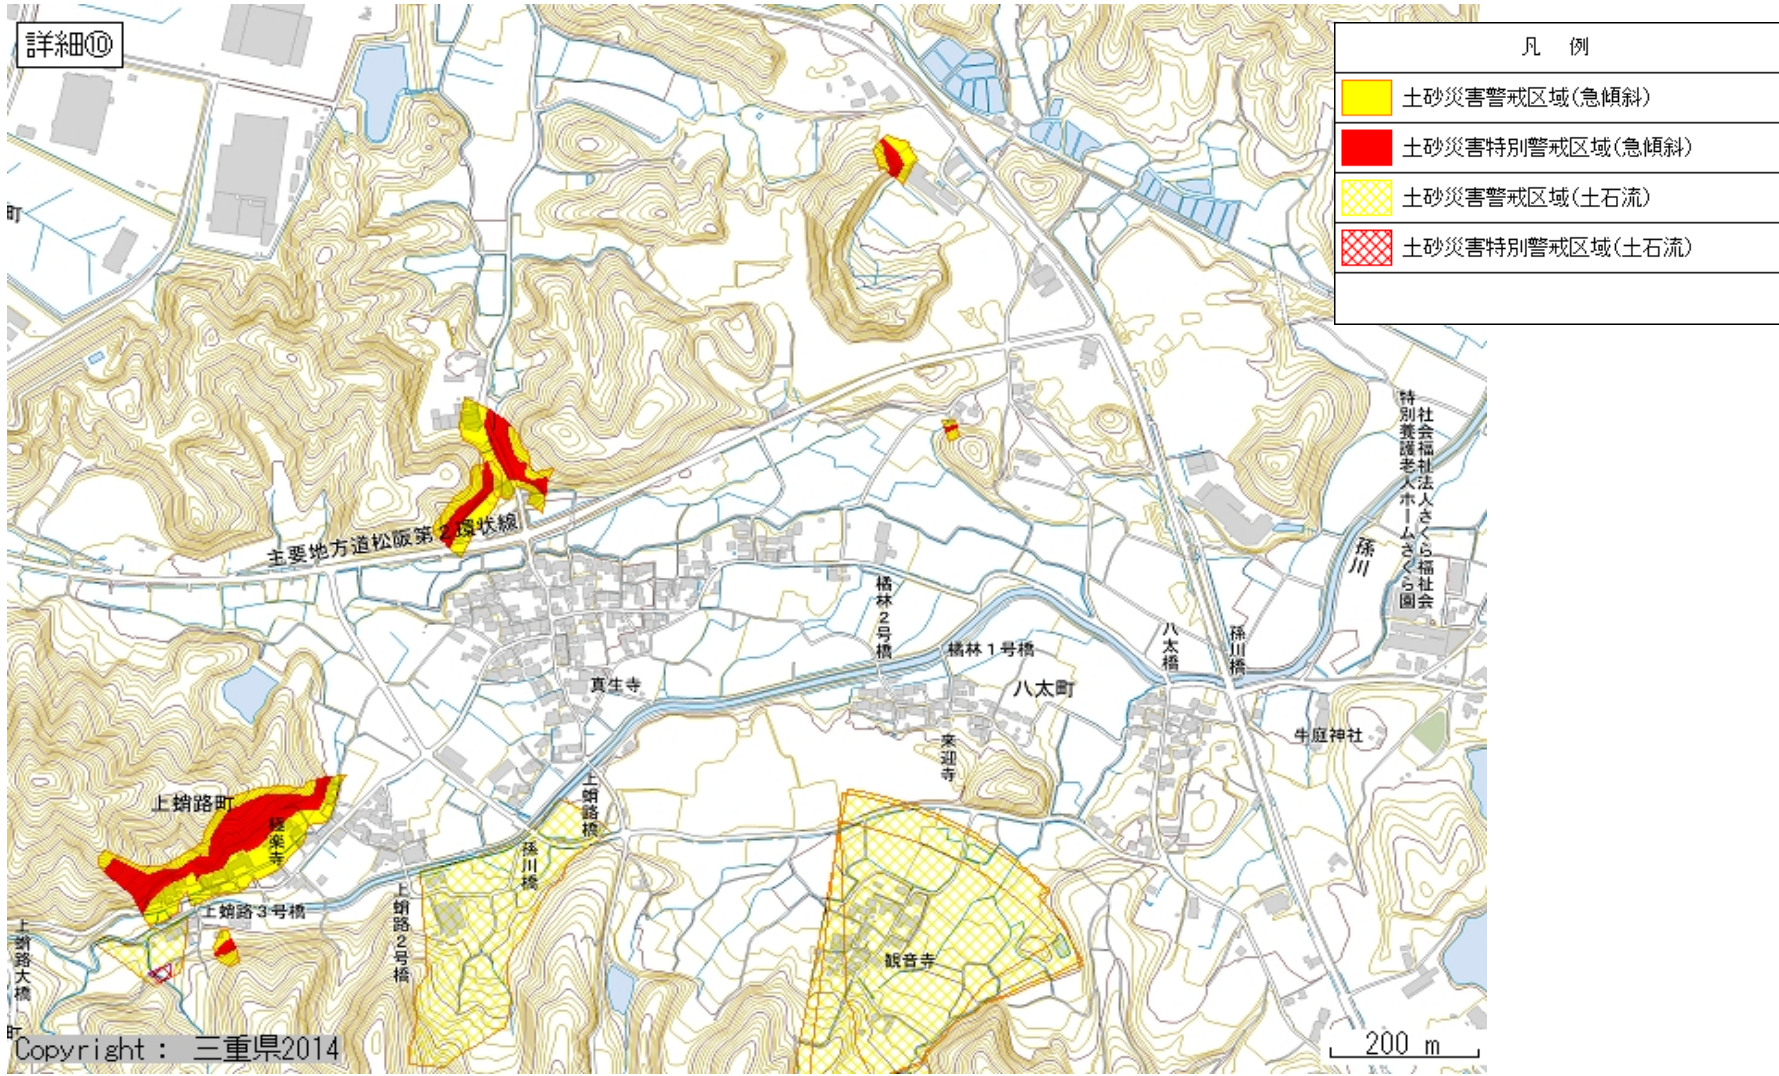 詳細⑩
凡 例
土砂災害警戒区域(急傾斜)
土砂災害特別警戒区域(急傾斜)
土砂災害警戒区域(土石流)
土砂災害特別警戒区域(土石流)
町
主要地方道松阪第2環状線
社会福祉法人さくら福祉会
特別養護老人ホームさくら園
孫川
橘林2号橋
橘林1号橋
八太橋
孫川橋
真生寺
八太町
来迎寺
牛庭神社
上蛸路町
極楽寺
上蛸路橋
孫川橋
上蛸路3号橋
上蛸路2号橋
上蛸路大橋
観音寺
町
Copyright : 三重県2014
200 m